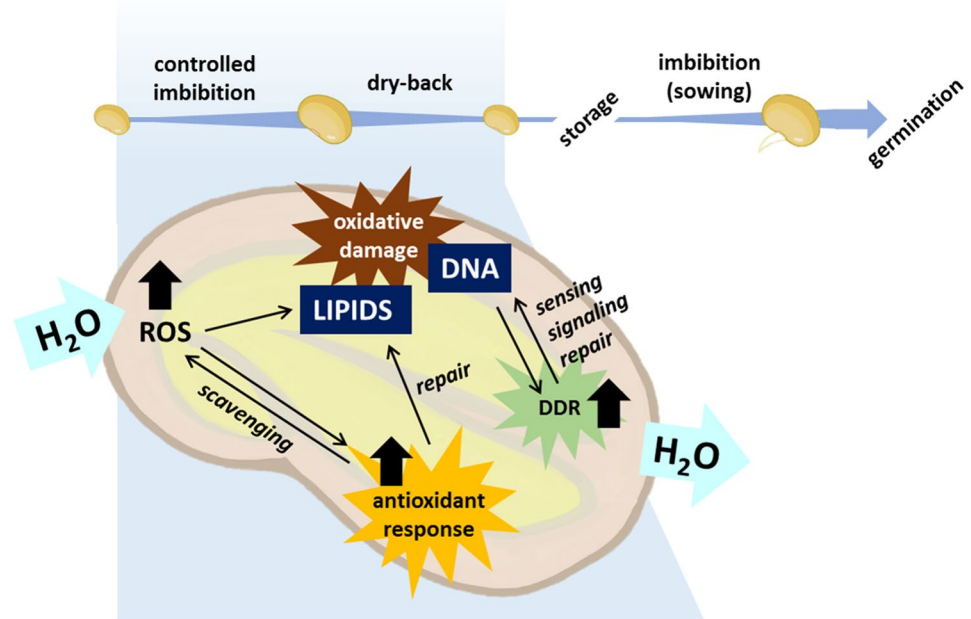 controlled
imbibition
dry-back
storage
imbibition
(sowing)
germination
oxidative
damage
DNA
LIPIDS
H₂O
ROS
sensing
signaling
repair
repair
scavenging
DDR
H₂O
antioxidant
response